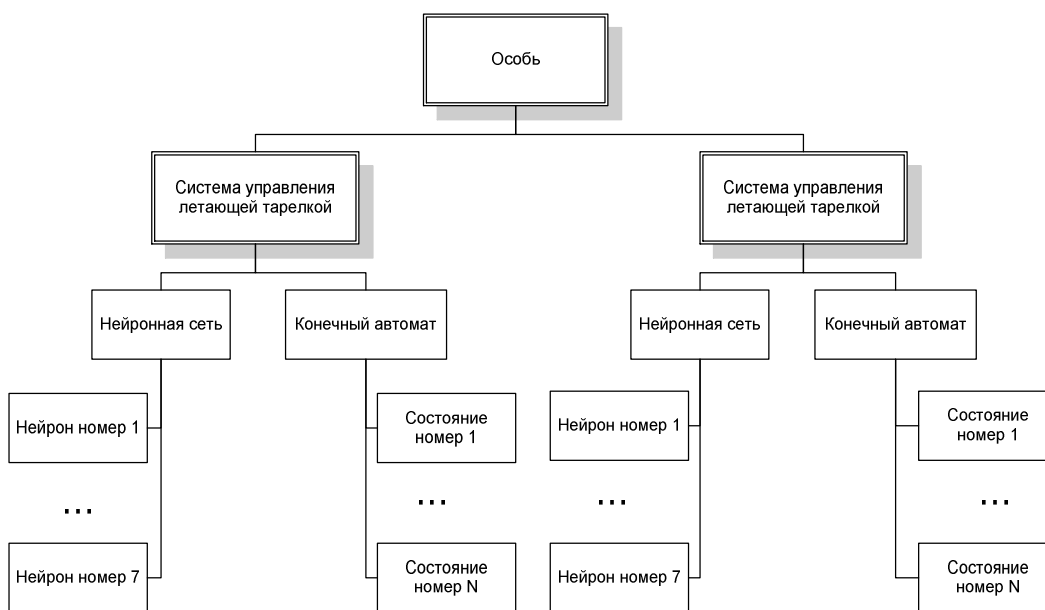 Особь
Система управления
летающей тарелкой
Система управления
летающей тарелкой
Нейронная сеть
Конечный автомат
Нейронная сеть
Конечный автомат
Нейрон номер 1
Состояние
номер 1
Нейрон номер 1
Состояние
номер 1
...
...
...
...
Нейрон номер 7
Состояние
номер N
Нейрон номер 7
Состояние
номер N